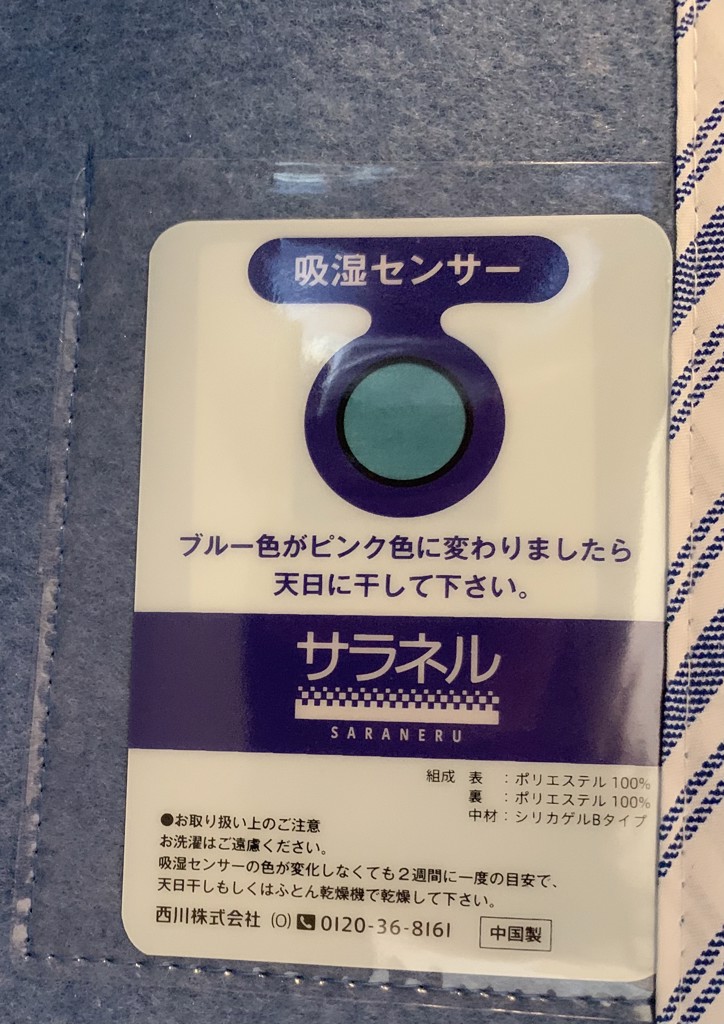 吸湿センサー
ブルー色がピンク色に変わりましたら
天日に干して下さい。
サラネル
SARANERU
組成 表 : ポリエステル 100%
裏 : ポリエステル 100%
中材 : シリカゲルBタイプ
●お取り扱い上のご注意
お洗濯はご遠慮ください。
吸湿センサーの色が変化しなくても2週間に一度の目安で、
天日干しもしくはふとん乾燥機で乾燥して下さい。
西川株式会社 (O) 0120-36-8161 中国製